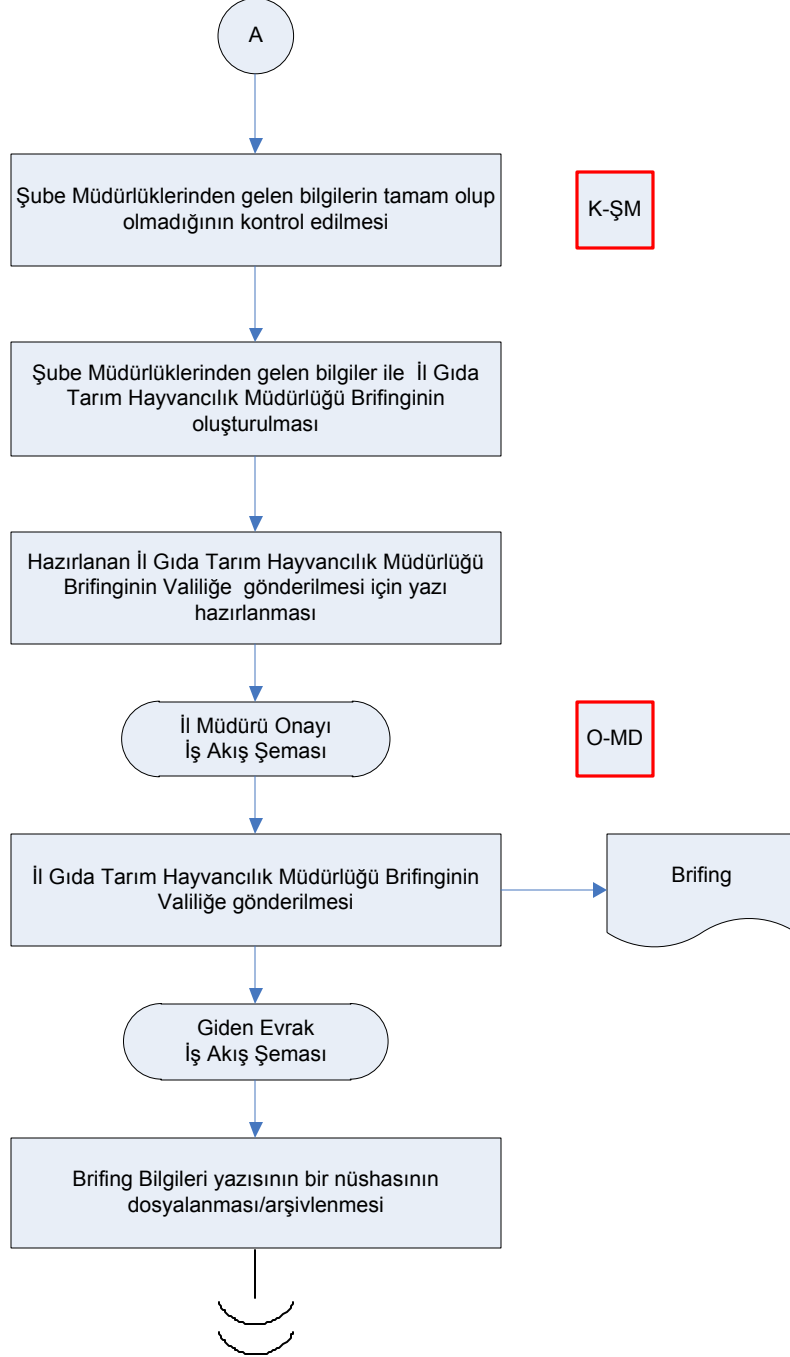 A
Şube Müdürlüklerinden gelen bilgilerin tamam olup
olmadığının kontrol edilmesi
K-ŞM
Şube Müdürlüklerinden gelen bilgiler ile İl Gıda
Tarım Hayvancılık Müdürlüğü Brifinginin
oluşturulması
Hazırlanan İl Gıda Tarım Hayvancılık Müdürlüğü
Brifinginin Valiliğe gönderilmesi için yazı
hazırlanması
İl Müdürü Onayı
İş Akış Şeması
O-MD
İl Gıda Tarım Hayvancılık Müdürlüğü Brifinginin
Valiliğe gönderilmesi
Brifing
Giden Evrak
İş Akış Şeması
Brifing Bilgileri yazısının bir nüshasının
dosyalanması/arşivlenmesi